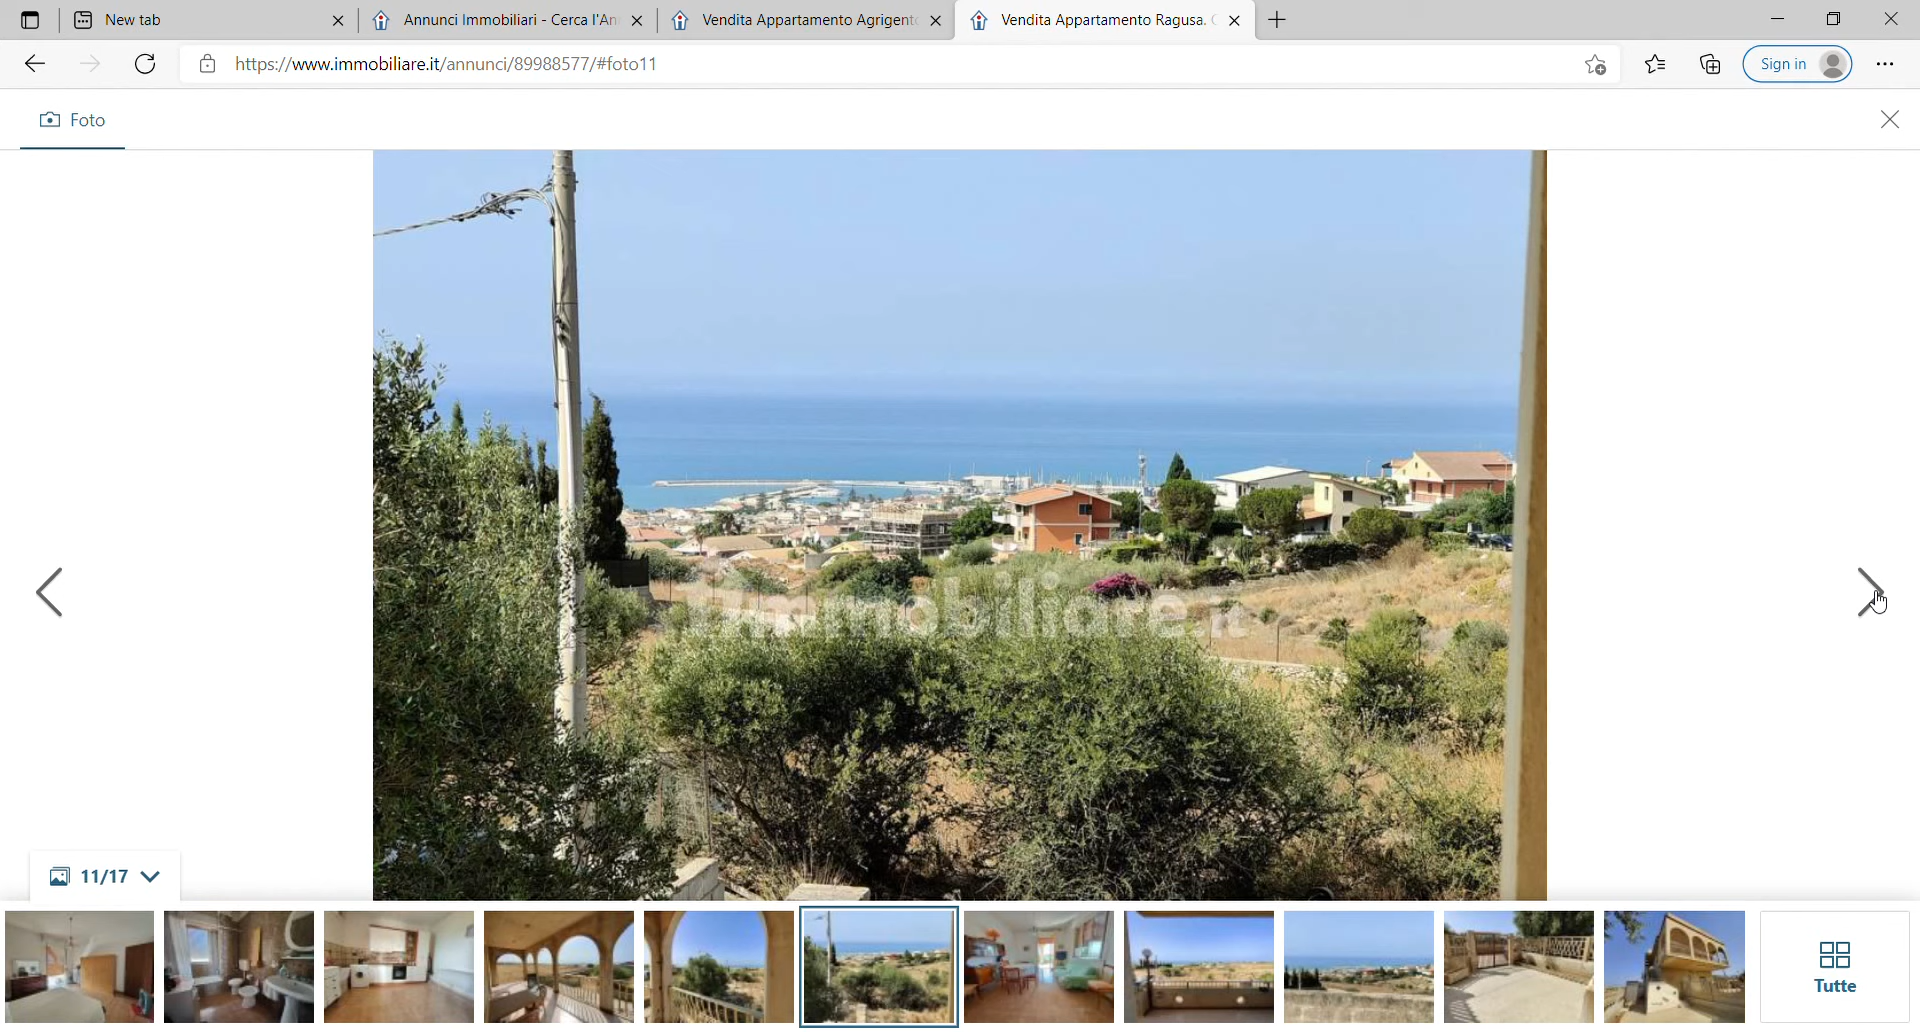 New tab
Annunci Immobiliari - Cerca l'An
Vendita Appartamento Agrigento
Vendita Appartamento Ragusa. C
https://www.immobiliare.it/annunci/89988577/#foto11
Sign in
Foto
immobiliare.it
11/17
Tutte